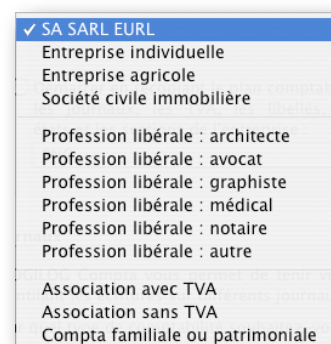 ✓ SA SARL EURL
Entreprise individuelle
Entreprise agricole
Société civile immobilière
Profession libérale : architecte
Profession libérale : avocat
Profession libérale : graphiste
Profession libérale : médical
Profession libérale : notaire
Profession libérale : autre
Association avec TVA
Association sans TVA
Compta familiale ou patrimoniale